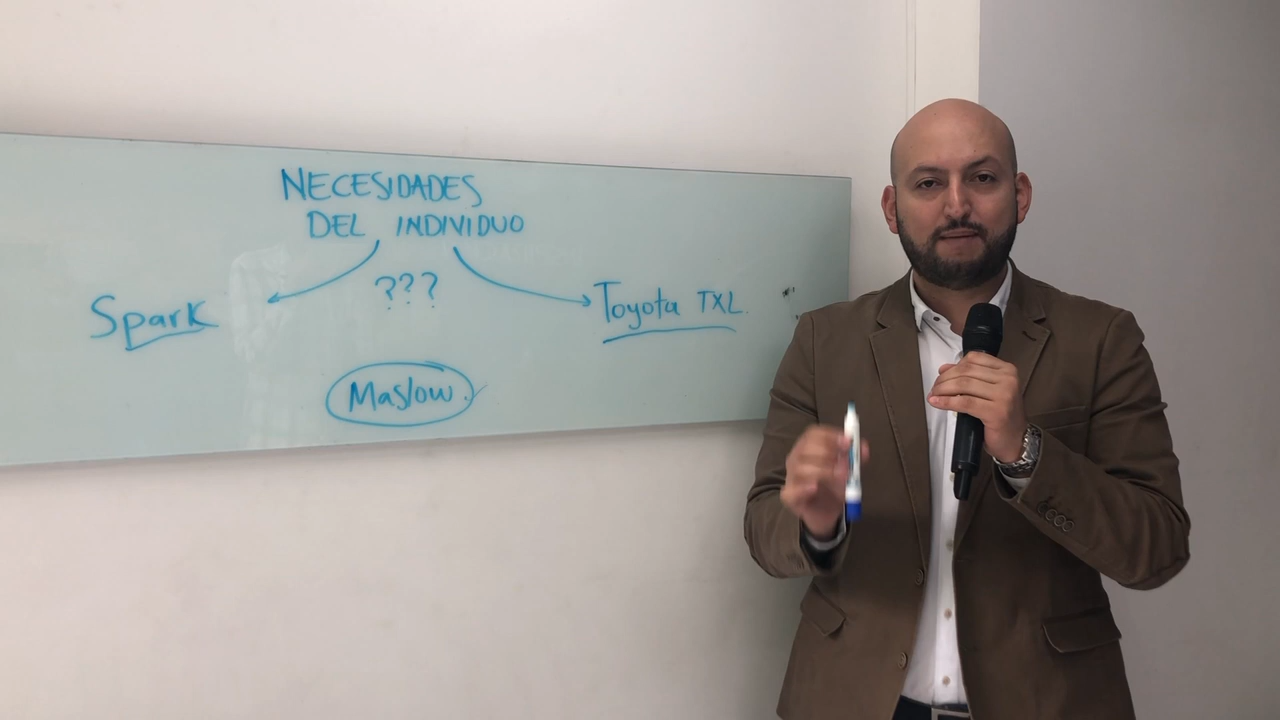 NECESIDADES
DEL INDIVIDUO
???
Spark
Toyota TXL.
Maslow.